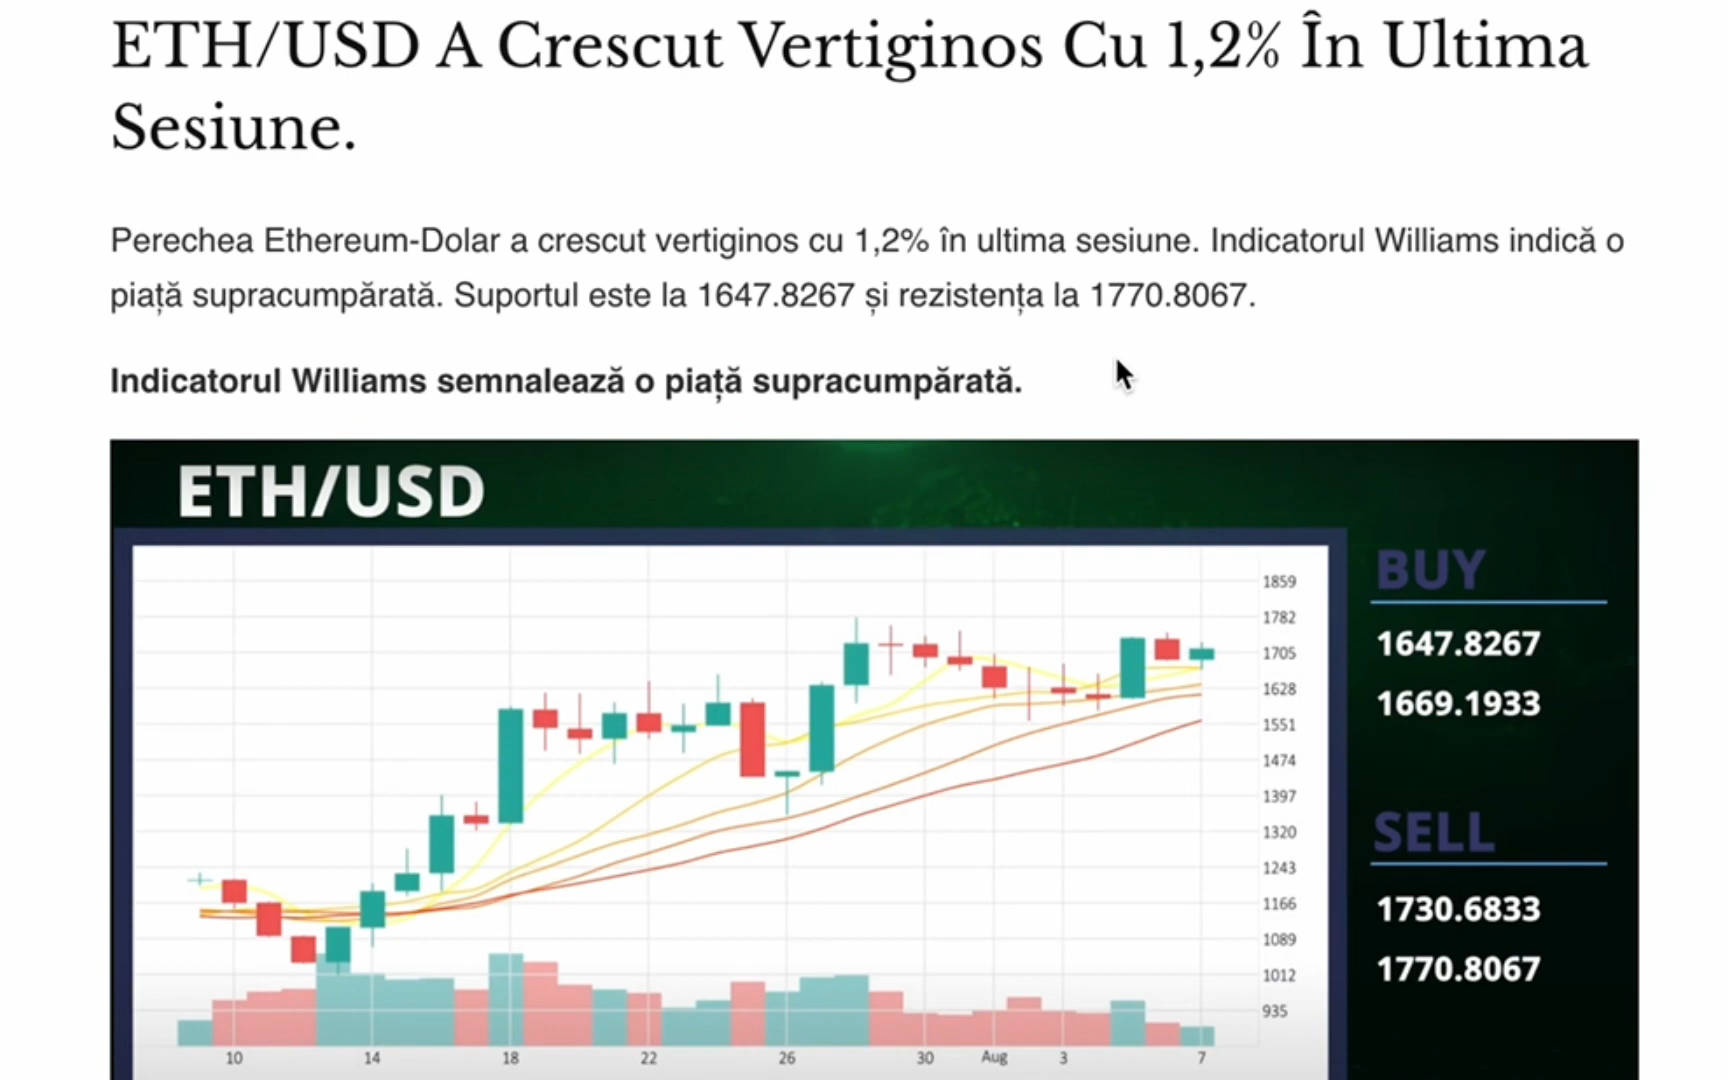 ETH/USD A Crescut Vertiginos Cu 1,2% În Ultima
Sesiune.
Perechea Ethereum-Dolar a crescut vertiginos cu 1,2% în ultima sesiune. Indicatorul Williams indică o
piață supracumpărată. Suportul este la 1647.8267 și rezistența la 1770.8067.
Indicatorul Williams semnalează o piață supracumpărată.
ETH/USD
1859
1782
1705
1628
1551
1474
1397
1320
1243
1166
1089
1012
935
10 14 18 22 26 30 Aug 3 7
BUY
1647.8267
1669.1933
SELL
1730.6833
1770.8067